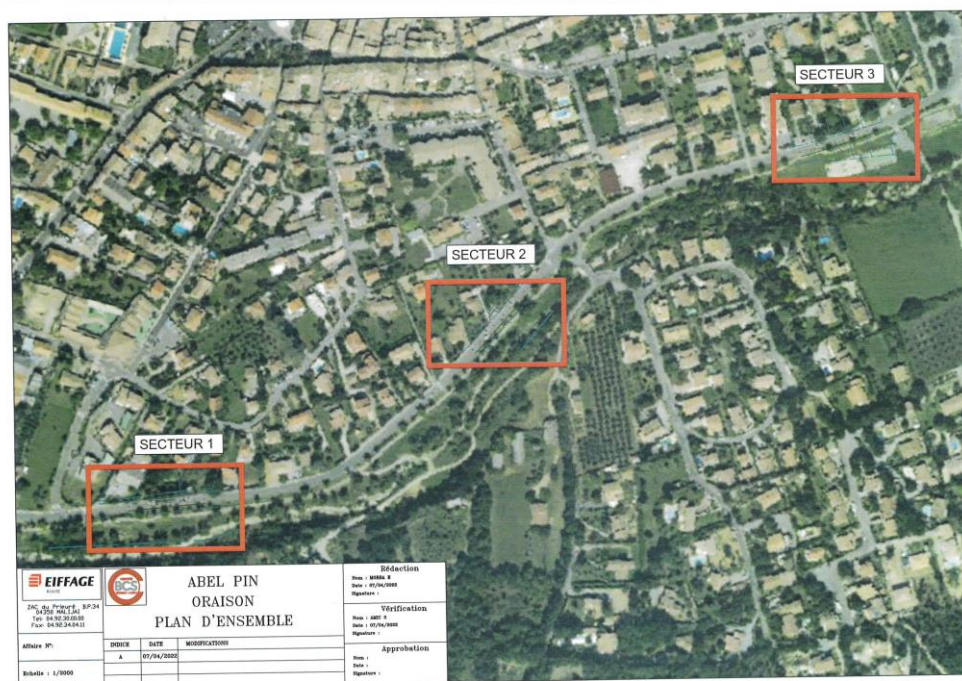 SECTEUR 3
SECTEUR 2
SECTEUR 1
EIFFAGE
ROUTE
ZAC du Prieuré B.P.34
04350 MALIJAI
Tél: 04.92.30.00.00
Fax: 04.92.34.04.11
Affaire N°:
Echelle : 1/2000
BCS
ABEL PIN
ORAISON
PLAN D'ENSEMBLE
INDICE DATE MODIFICATIONS
A 07/04/2022
Rédaction
Nom :
Date : 07/04/2022
Signature :
Vérification
Nom :
Date : 07/04/2022
Signature :
Approbation
Nom :
Date :
Signature :